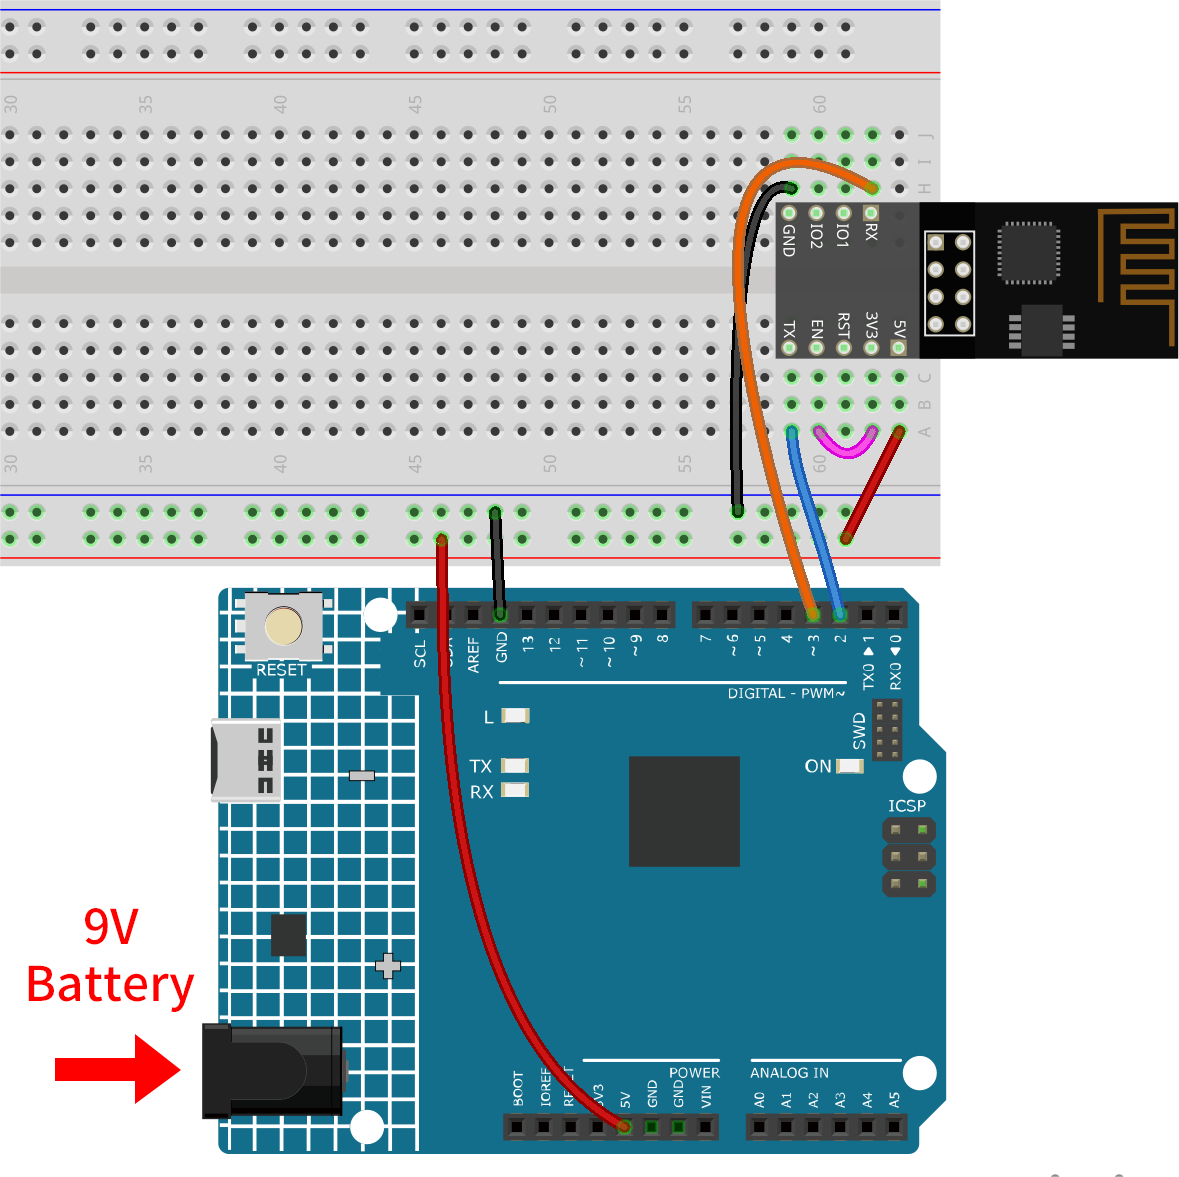 30 35 40 45 50 55 60
J
I
H
GND IO2 IO1 RX
TX EN RST 3V3 5V
C
B
A
30 35 40 45 50 55 60
RESET
SCL AREF GND 13 12 ~11 ~10 ~9 8 7 ~6 ~5 4 ~3 2 TX0 1 RX0 0
DIGITAL - PWM~
L
TX
RX
ON
SWD
ICSP
9V
Battery
POWER
ANALOG IN
BOOT IOREF 5V GND GND VIN A0 A1 A2 A3 A4 A5